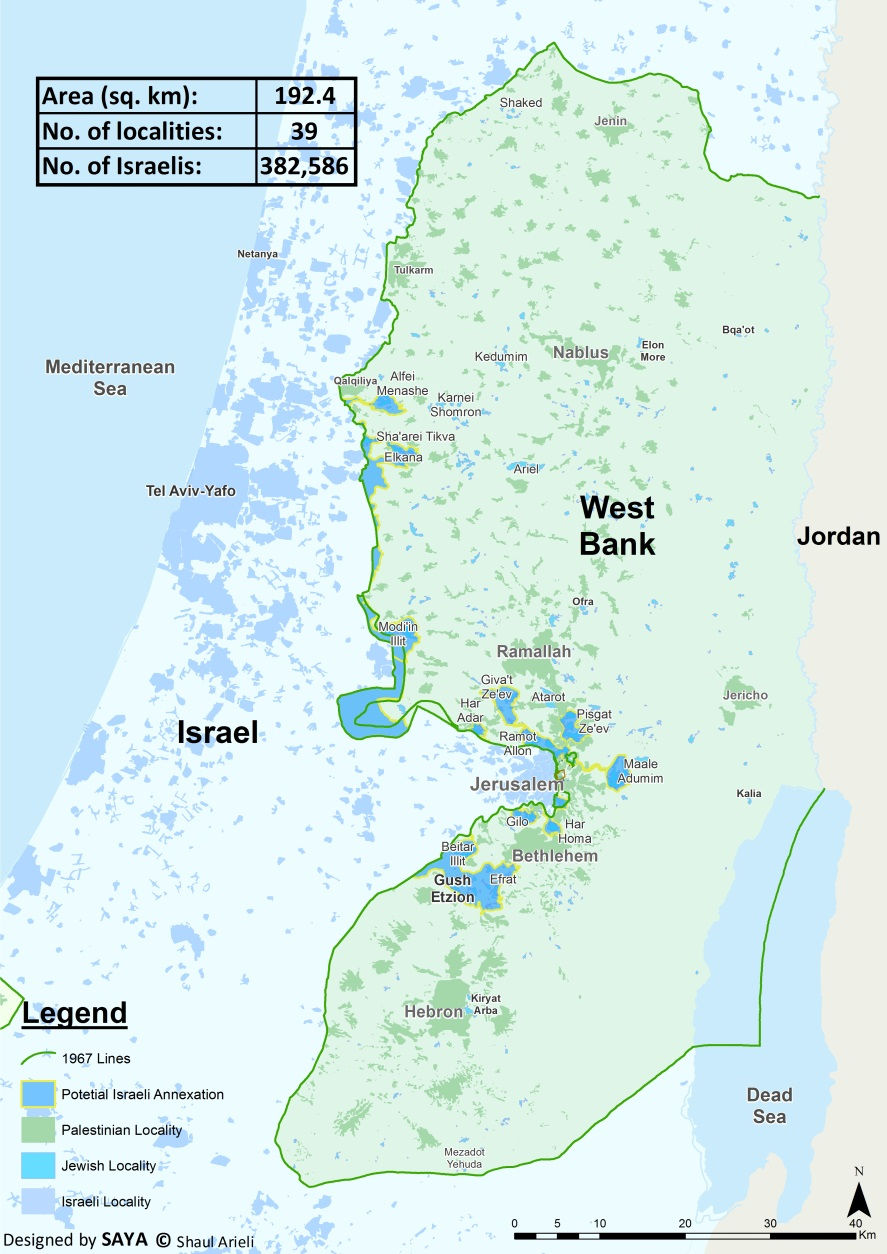 Area (sq. km): 192.4
No. of localities: 39
No. of Israelis: 382,586
Shaked
Jenin
Netanya
Tulkarm
Mediterranean
Sea
Bqa'ot
Elon
More
Nablus
Kedumim
Qalqiliya
Alfei
Menashe
Karnei
Shomron
Sha'arei Tikva
Elkana
Ariel
Tel Aviv-Yafo
West
Bank
Jordan
Ofra
Modi'in
Illit
Ramallah
Giva't
Ze'ev
Atarot
Jericho
Har
Adar
Pisgat
Ze'ev
Israel
Ramot
Allon
Maale
Adumim
Jerusalem
Kalia
Gilo
Har
Homa
Beitar
Illit
Bethlehem
Gush
Etzion
Efrat
Hebron
Kiryat
Arba
Legend
1967 Lines
Potetial Israeli Annexation
Palestinian Locality
Jewish Locality
Israeli Locality
Dead
Sea
Mezadot
Yehuda
N
0 5 10 20 30 40
Km
Designed by SAYA © Shaul Arieli